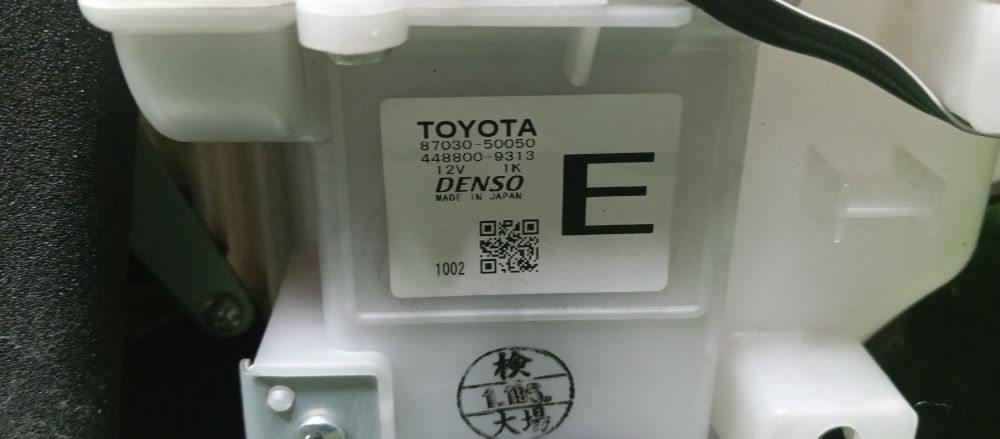 TOYOTA
87030-50050
448800-9313
12V 1K
DENSO
MADE IN JAPAN
E
1002
検
大場